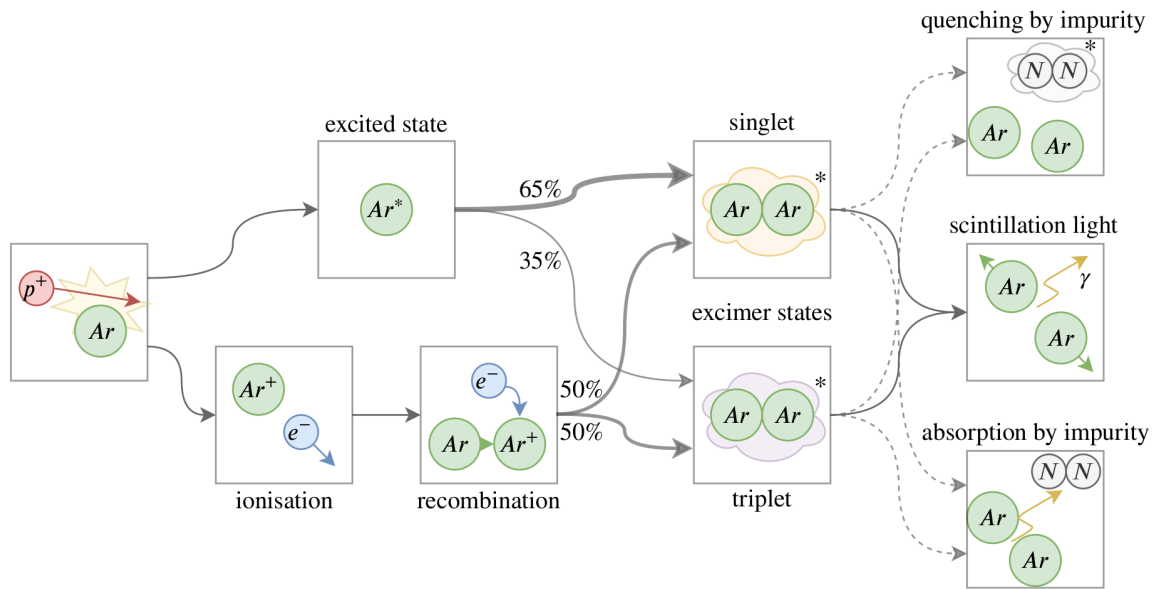 quenching by impurity
N N *
Ar
Ar
excited state
Ar*
singlet
65%
Ar Ar *
35%
scintillation light
Ar
γ
Ar
p⁺
Ar
excimer states
Ar⁺
e⁻
e⁻
Ar Ar⁺
50%
50%
Ar Ar *
absorption by impurity
N N
Ar
Ar
ionisation
recombination
triplet